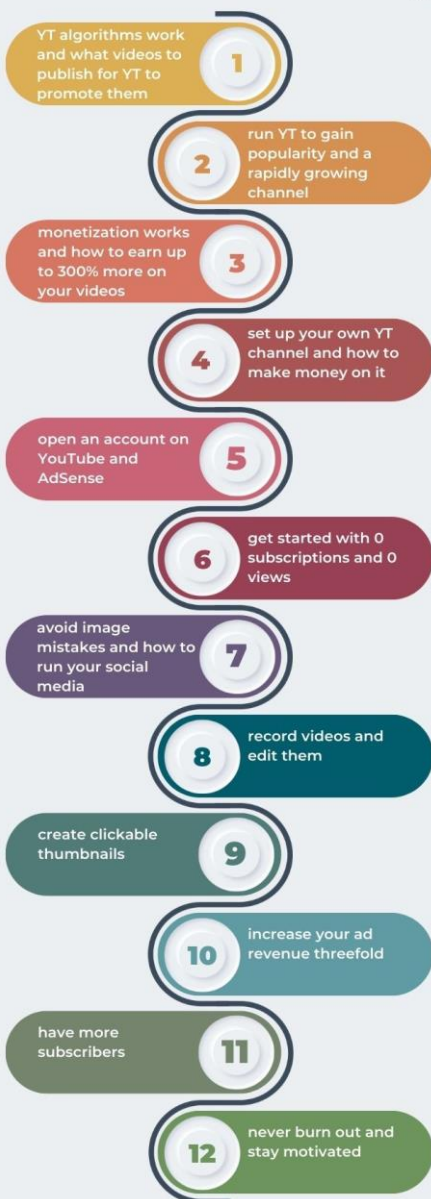 YT algorithms work
and what videos to
publish for YT to
promote them
1
2
run YT to gain
popularity and a
rapidly growing
channel
monetization works
and how to earn up
to 300% more on
your videos
3
4
set up your own YT
channel and how to
make money on it
open an account on
YouTube and
AdSense
5
6
get started with 0
subscriptions and 0
views
avoid image
mistakes and how to
run your social
media
7
8
record videos and
edit them
create clickable
thumbnails
9
10
increase your ad
revenue threefold
have more
subscribers
11
12
never burn out and
stay motivated